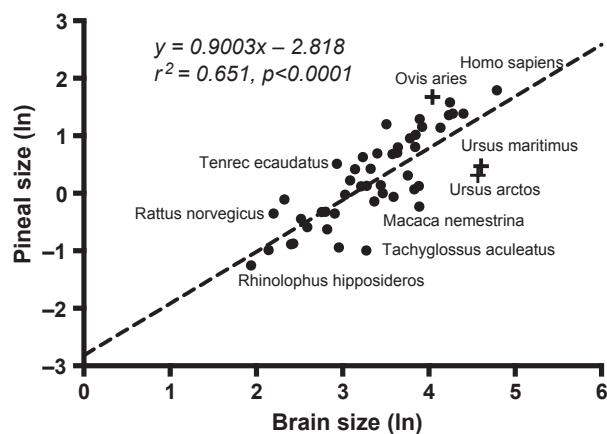 y = 0.9003x – 2.818
r² = 0.651, p<0.0001
Homo sapiens
Ovis aries
Ursus maritimus
Tenrec ecaudatus
Ursus arctos
Rattus norvegicus
Macaca nemestrina
Tachyglossus aculeatus
Rhinolophus hipposideros
Pineal size (ln)
3
2
1
0
–1
–2
–3
0 1 2 3 4 5 6
Brain size (ln)